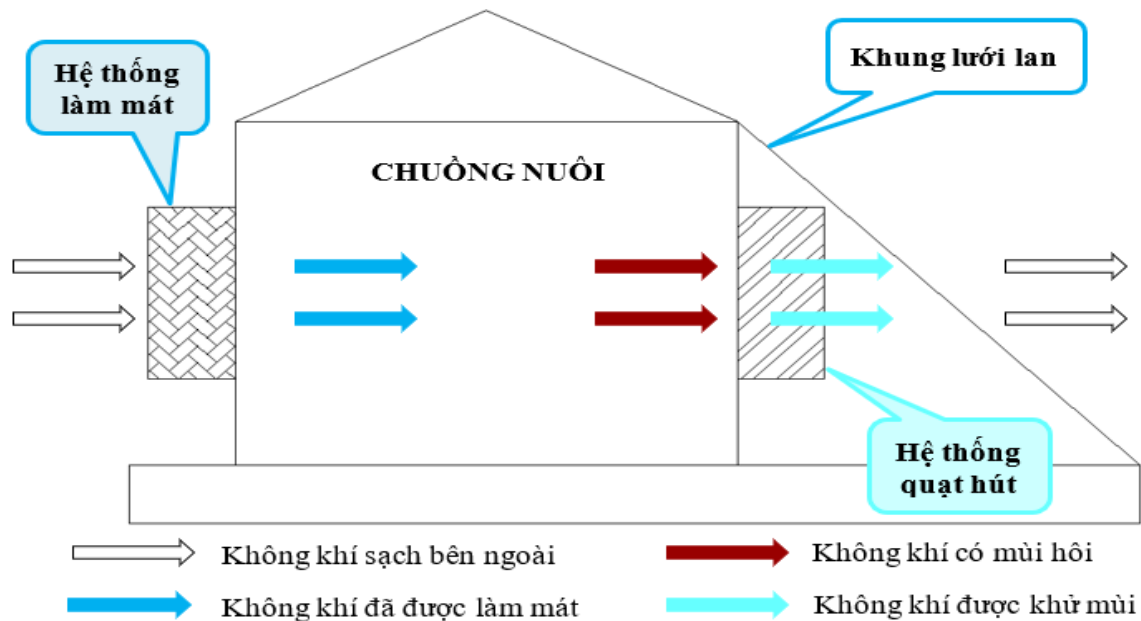 Hệ thống
làm mát
Khung lưới lan
CHUỒNG NUÔI
Hệ thống
quạt hút
Không khí sạch bên ngoài
Không khí có mùi hôi
Không khí đã được làm mát
Không khí được khử mùi